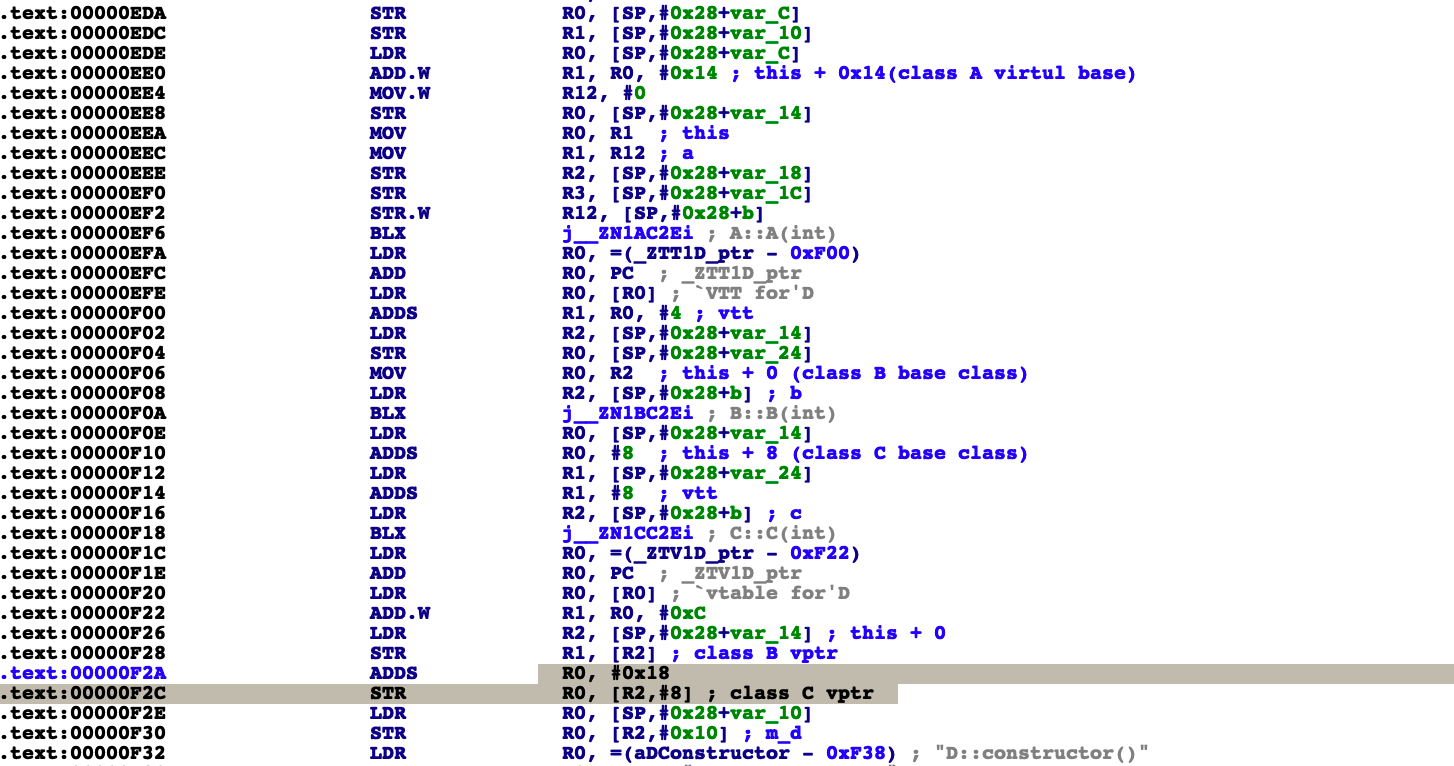 .text:00000EDA STR R0, [SP,#0x28+var_C]
.text:00000EDC STR R1, [SP,#0x28+var_10]
.text:00000EDE LDR R0, [SP,#0x28+var_C]
.text:00000EE0 ADD.W R1, R0, #0x14 ; this + 0x14(class A virtul base)
.text:00000EE4 MOV.W R12, #0
.text:00000EE8 STR R0, [SP,#0x28+var_14]
.text:00000EEA MOV R0, R1 ; this
.text:00000EEC MOV R1, R12 ; a
.text:00000EEE STR R2, [SP,#0x28+var_18]
.text:00000EF0 STR R3, [SP,#0x28+var_1C]
.text:00000EF2 STR.W R12, [SP,#0x28+b]
.text:00000EF6 BLX j__ZN1AC2Ei ; A::A(int)
.text:00000EFA LDR R0, =(_ZTT1D_ptr - 0xF00)
.text:00000EFC ADD R0, PC ; _ZTT1D_ptr
.text:00000EFE LDR R0, [R0] ; `VTT for'D
.text:00000F00 ADDS R1, R0, #4 ; vtt
.text:00000F02 LDR R2, [SP,#0x28+var_14]
.text:00000F04 STR R0, [SP,#0x28+var_24]
.text:00000F06 MOV R0, R2 ; this + 0 (class B base class)
.text:00000F08 LDR R2, [SP,#0x28+b] ; b
.text:00000F0A BLX j__ZN1BC2Ei ; B::B(int)
.text:00000F0E LDR R0, [SP,#0x28+var_14]
.text:00000F10 ADDS R0, #8 ; this + 8 (class C base class)
.text:00000F12 LDR R1, [SP,#0x28+var_24]
.text:00000F14 ADDS R1, #8 ; vtt
.text:00000F16 LDR R2, [SP,#0x28+b] ; c
.text:00000F18 BLX j__ZN1CC2Ei ; C::C(int)
.text:00000F1C LDR R0, =(_ZTV1D_ptr - 0xF22)
.text:00000F1E ADD R0, PC ; _ZTV1D_ptr
.text:00000F20 LDR R0, [R0] ; `vtable for'D
.text:00000F22 ADD.W R1, R0, #0xC
.text:00000F26 LDR R2, [SP,#0x28+var_14] ; this + 0
.text:00000F28 STR R1, [R2] ; class B vptr
.text:00000F2A ADDS R0, #0x18
.text:00000F2C STR R0, [R2,#8] ; class C vptr
.text:00000F2E LDR R0, [SP,#0x28+var_10]
.text:00000F30 STR R0, [R2,#0x10] ; m_d
.text:00000F32 LDR R0, =(aDConstructor - 0xF38) ; "D::constructor()"